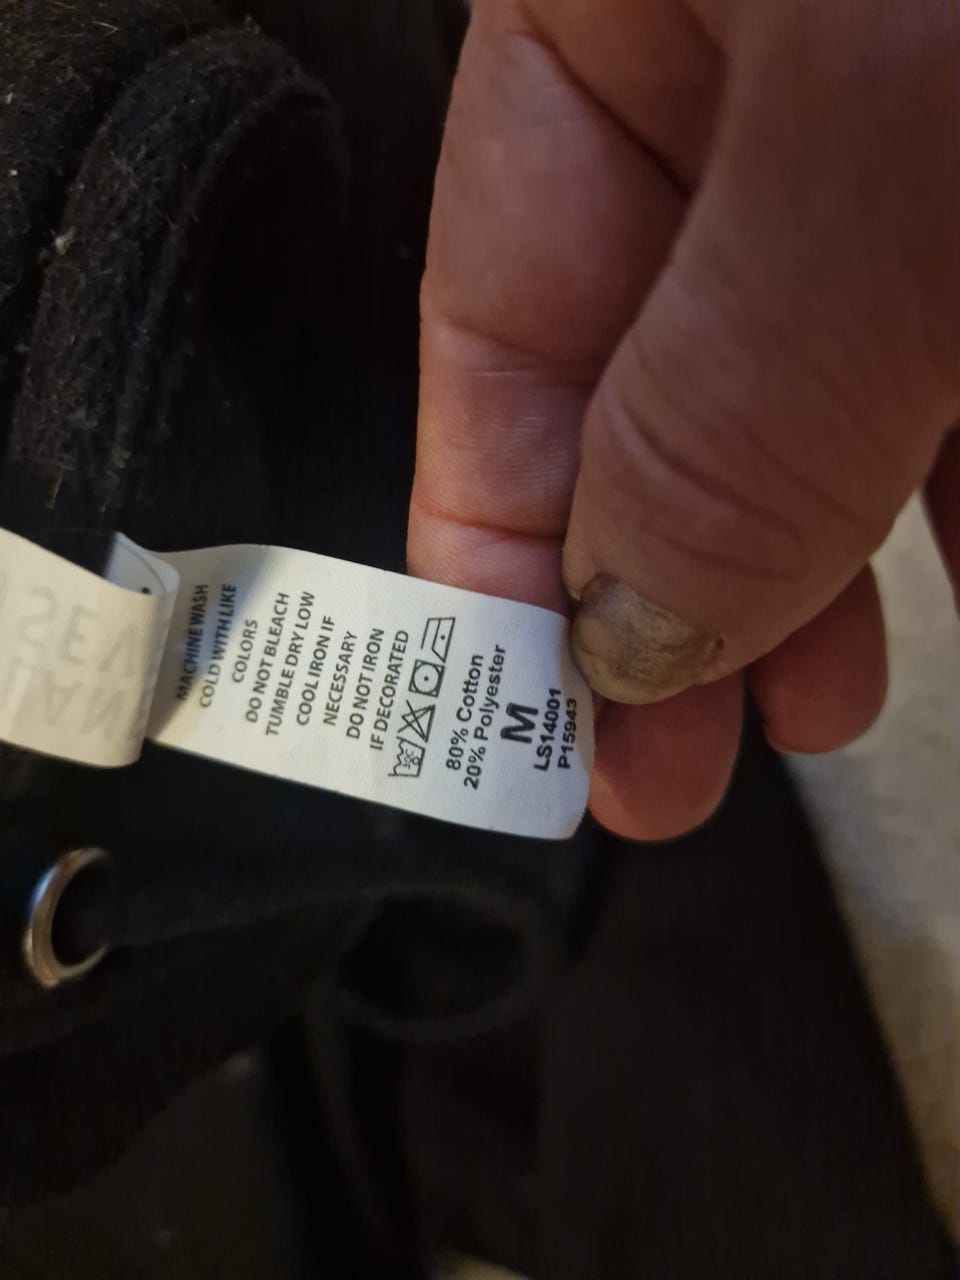 MACHINE WASH
COLD WITH LIKE
COLORS
DO NOT BLEACH
TUMBLE DRY LOW
COOL IRON IF
NECESSARY
DO NOT IRON
IF DECORATED
30C
80% Cotton
20% Polyester
M
LS14001
P15943